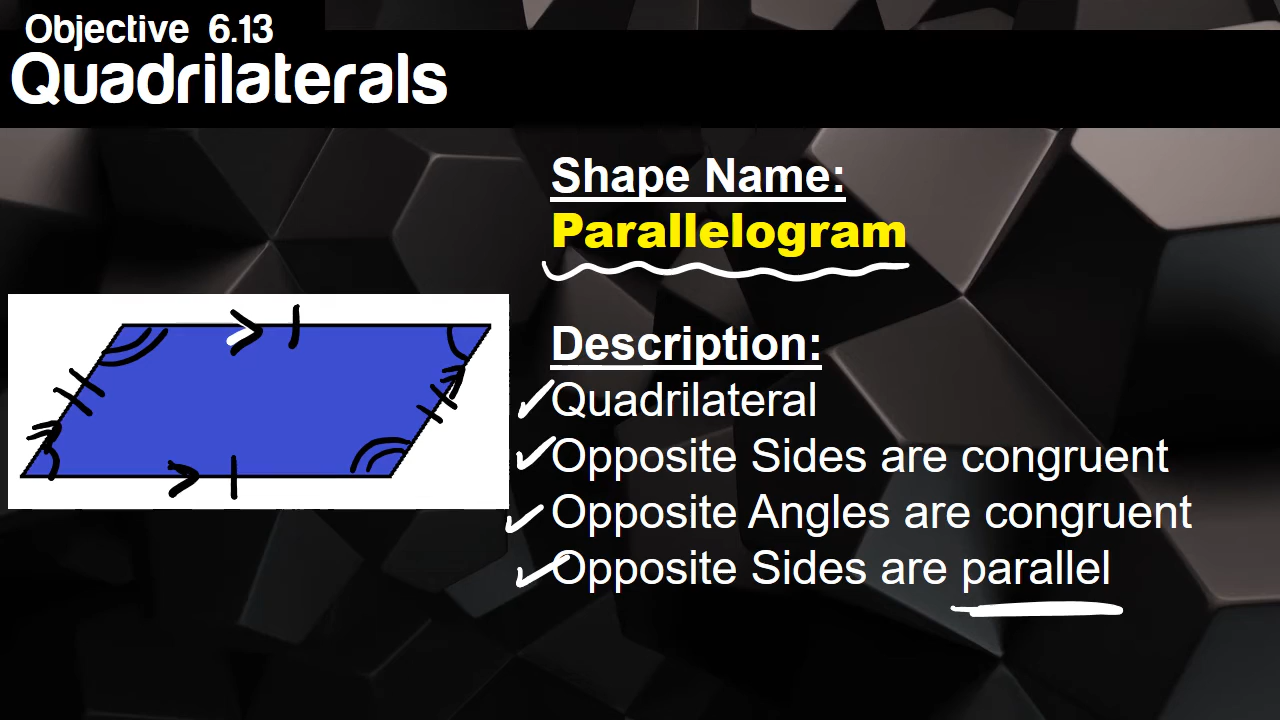 Objective 6.13
Quadrilaterals
Shape Name:
Parallelogram
Description:
Quadrilateral
Opposite Sides are congruent
Opposite Angles are congruent
Opposite Sides are parallel